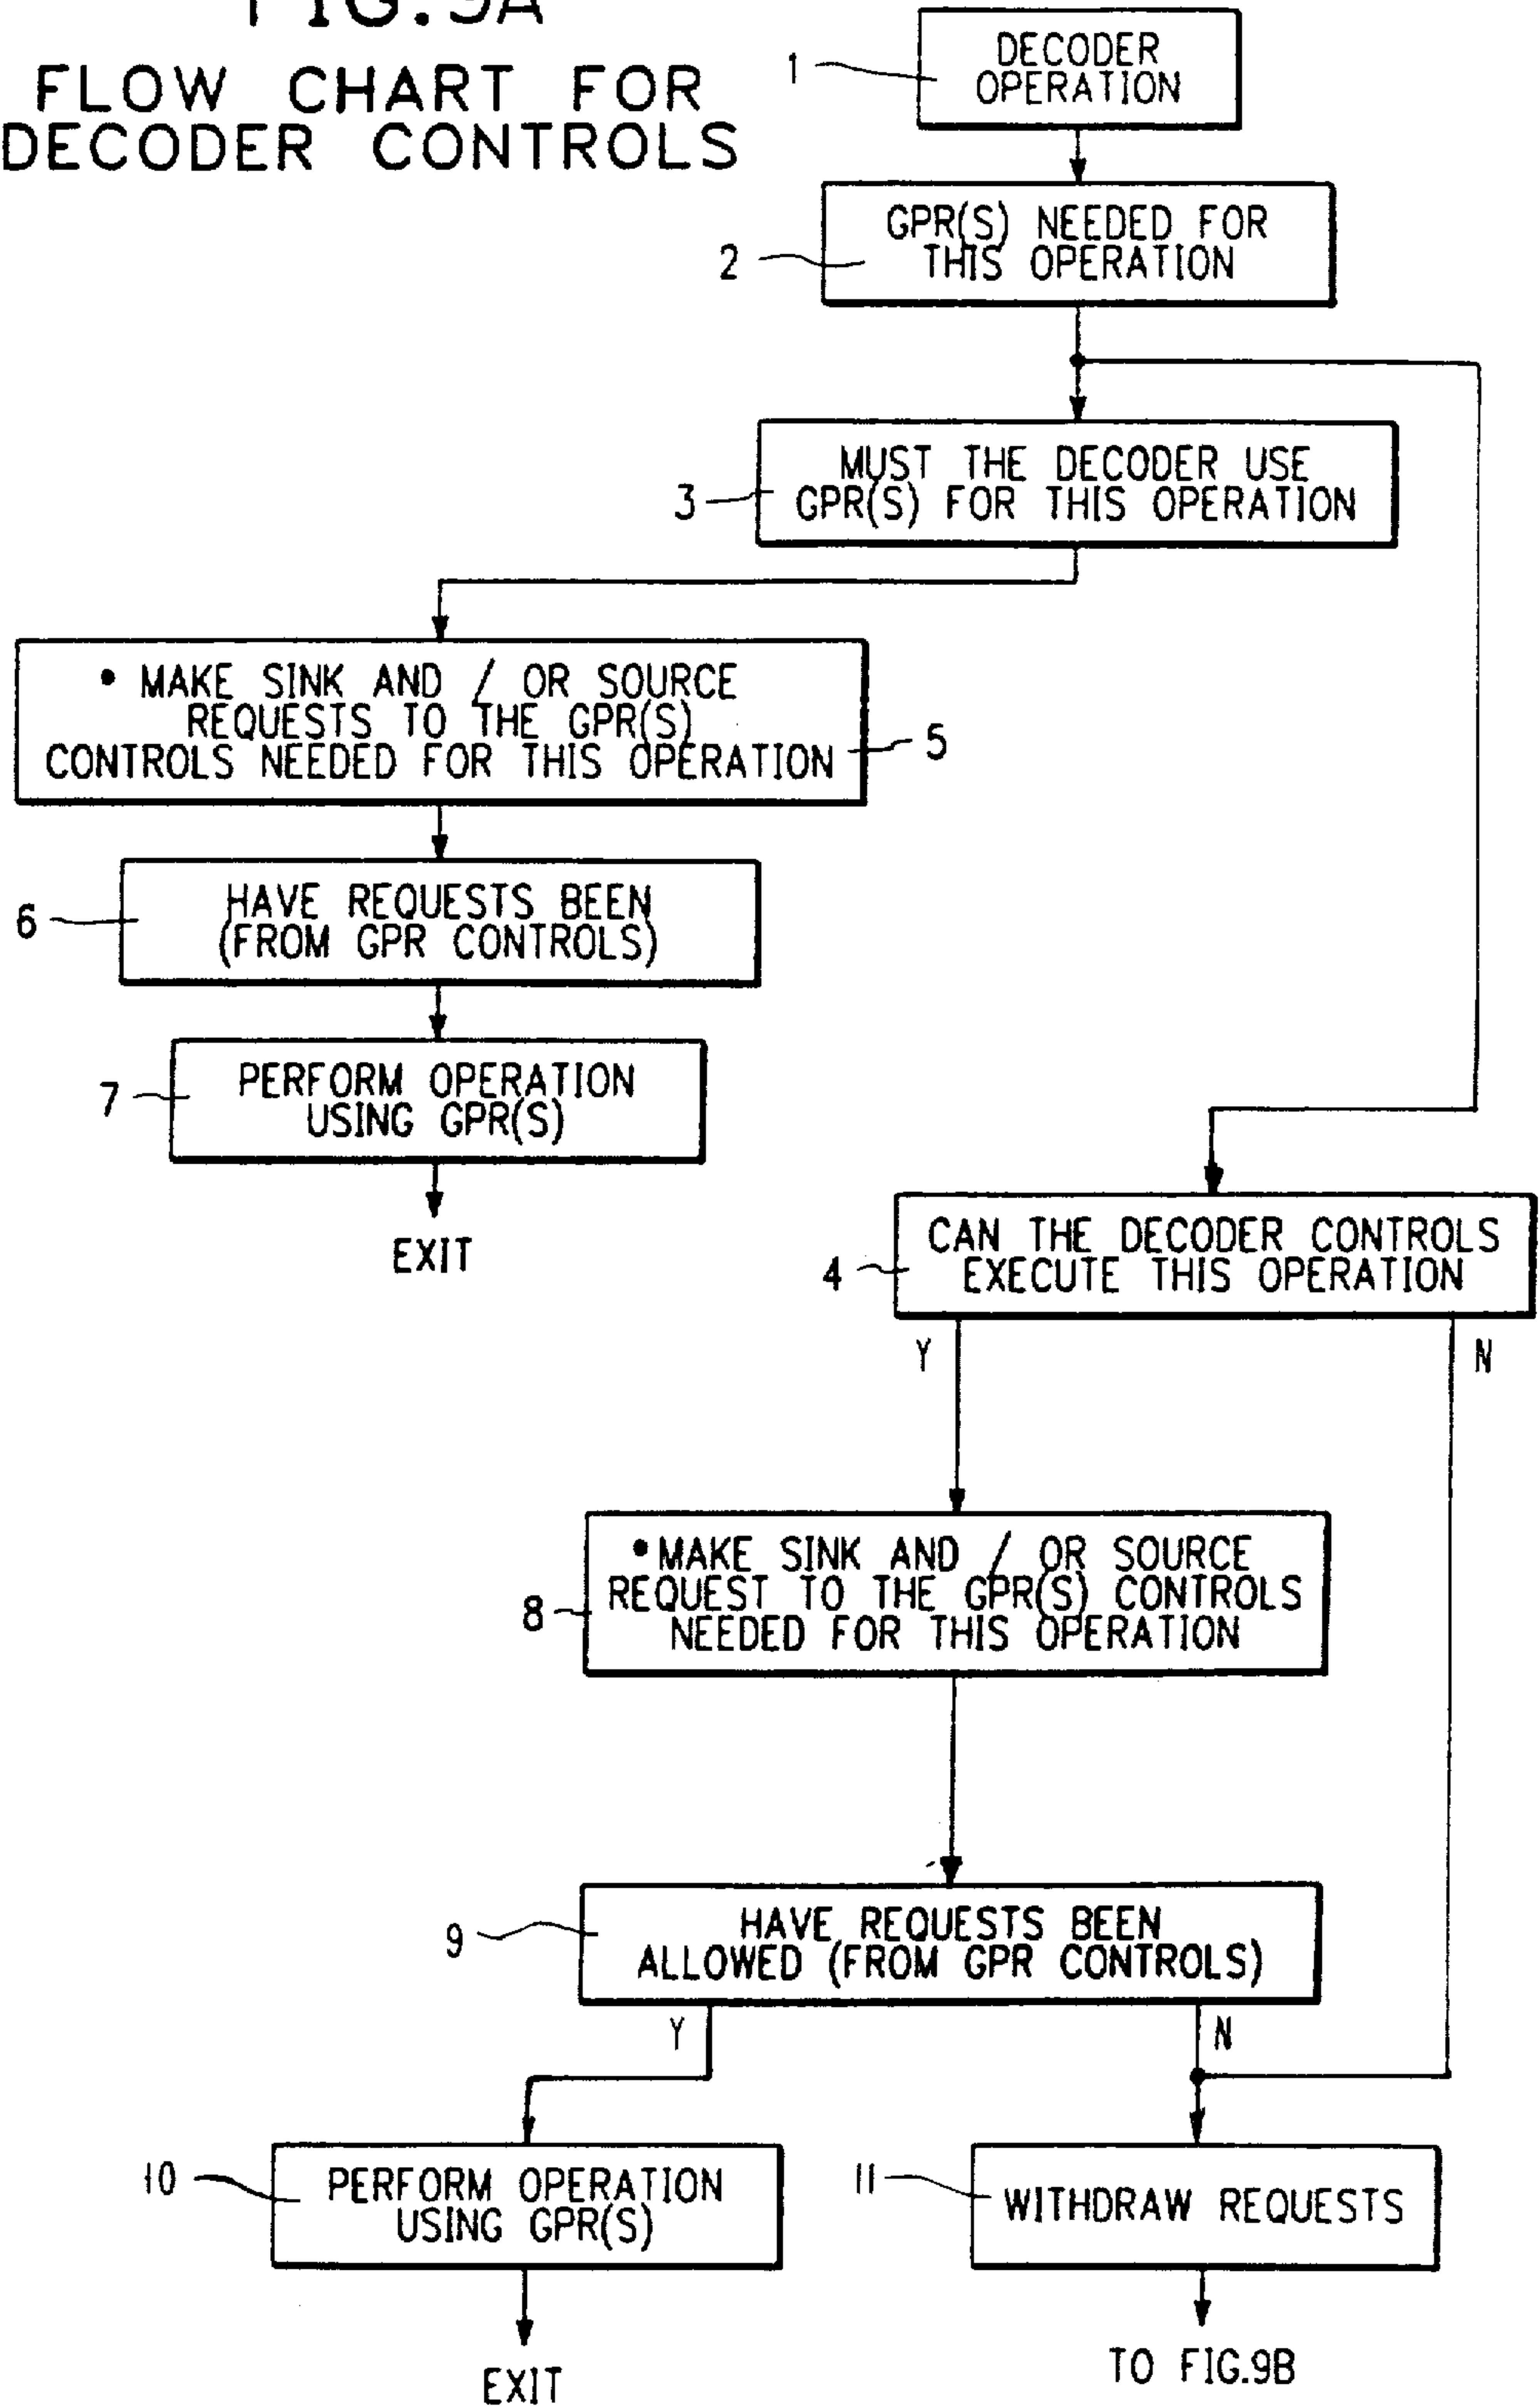 FIG.9A
FLOW CHART FOR
DECODER CONTROLS
1
DECODER
OPERATION
2
GPR(S) NEEDED FOR
THIS OPERATION
3
MUST THE DECODER USE
GPR(S) FOR THIS OPERATION
• MAKE SINK AND / OR SOURCE
REQUESTS TO THE GPR(S)
CONTROLS NEEDED FOR THIS OPERATION
5
6
HAVE REQUESTS BEEN
(FROM GPR CONTROLS)
7
PERFORM OPERATION
USING GPR(S)
EXIT
4
CAN THE DECODER CONTROLS
EXECUTE THIS OPERATION
Y
N
8
• MAKE SINK AND / OR SOURCE
REQUEST TO THE GPR(S) CONTROLS
NEEDED FOR THIS OPERATION
9
HAVE REQUESTS BEEN
ALLOWED (FROM GPR CONTROLS)
Y
N
10
PERFORM OPERATION
USING GPR(S)
11
WITHDRAW REQUESTS
EXIT
TO FIG.9B